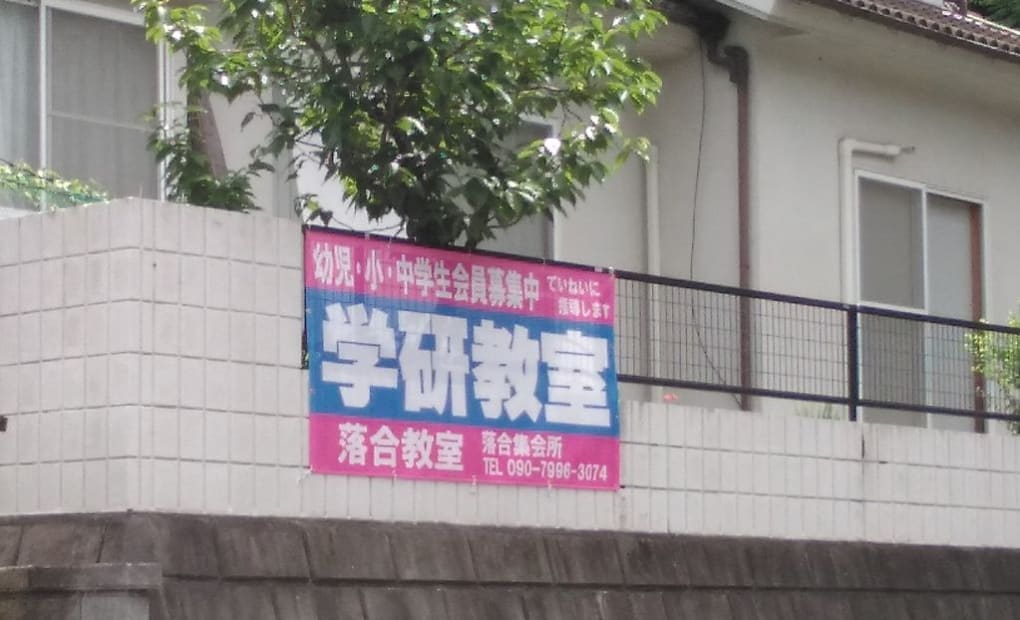 幼児・小・中学生会員募集中
ていねいに
指導します
学研教室
落合教室
落合集会所
TEL 090-7996-3074